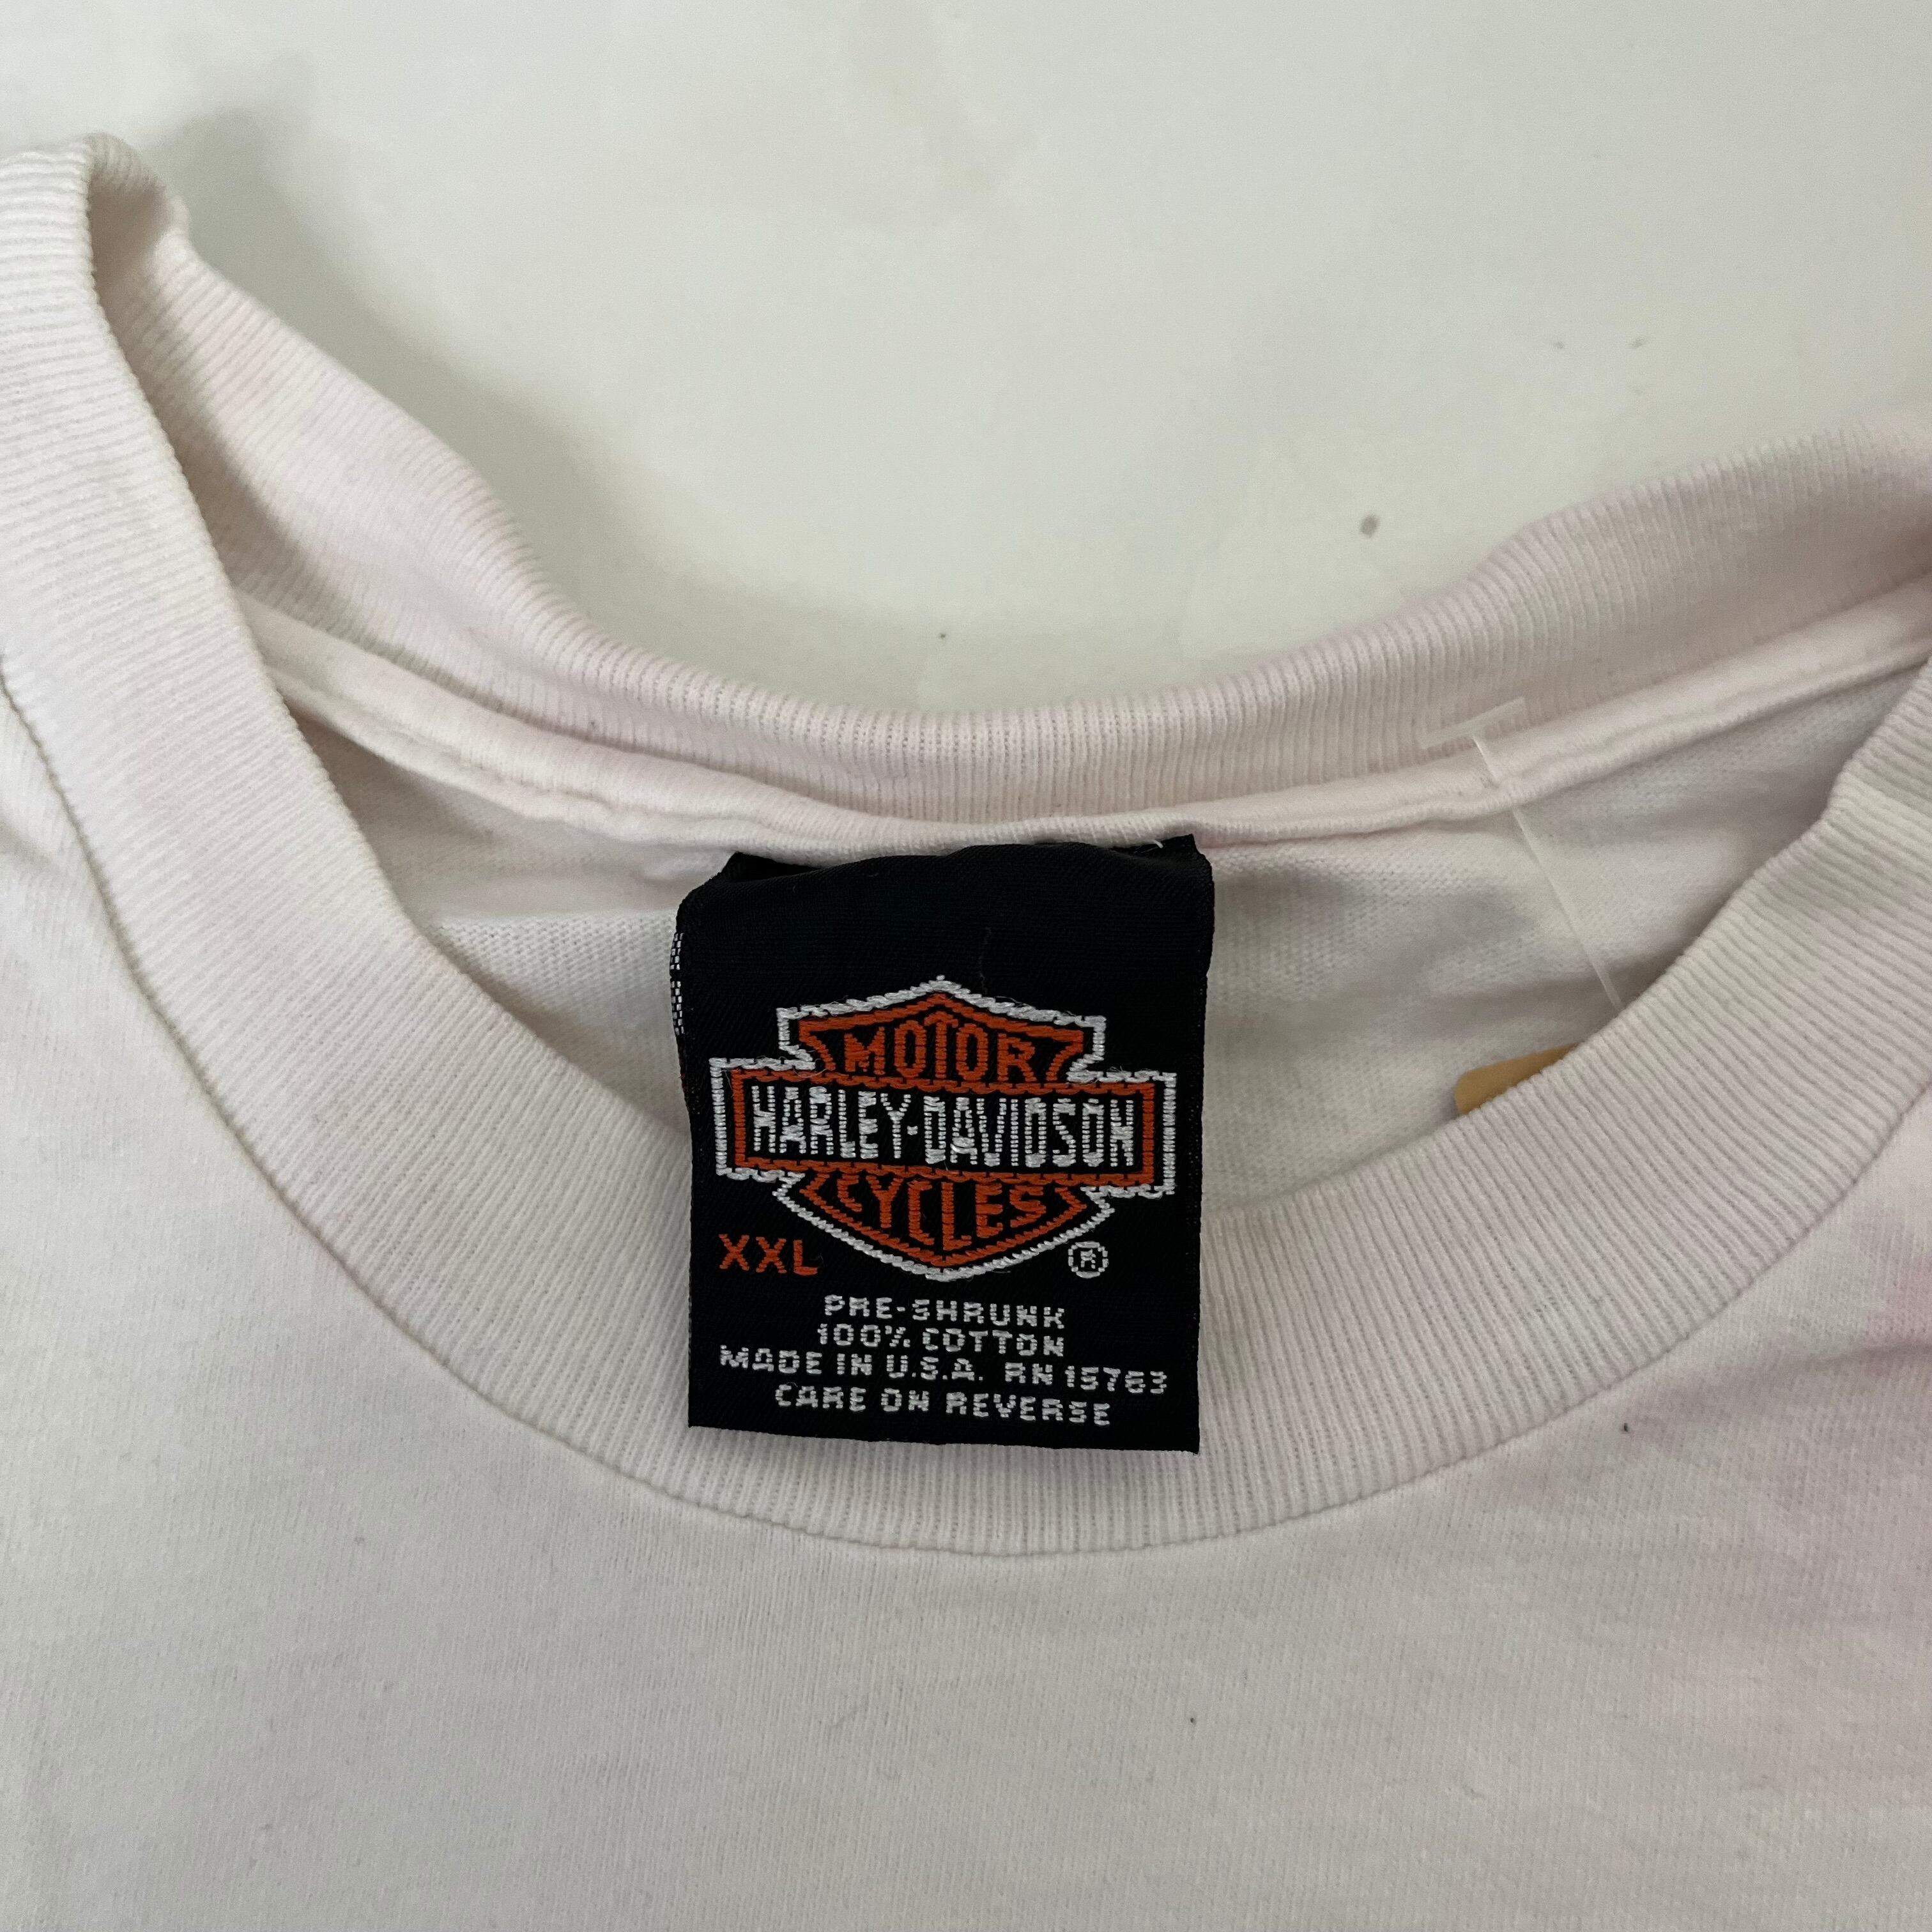 MOTOR
HARLEY-DAVIDSON
CYCLES
XXL ®
PRE-SHRUNK
100% COTTON
MADE IN U.S.A. RN 15763
CARE ON REVERSE